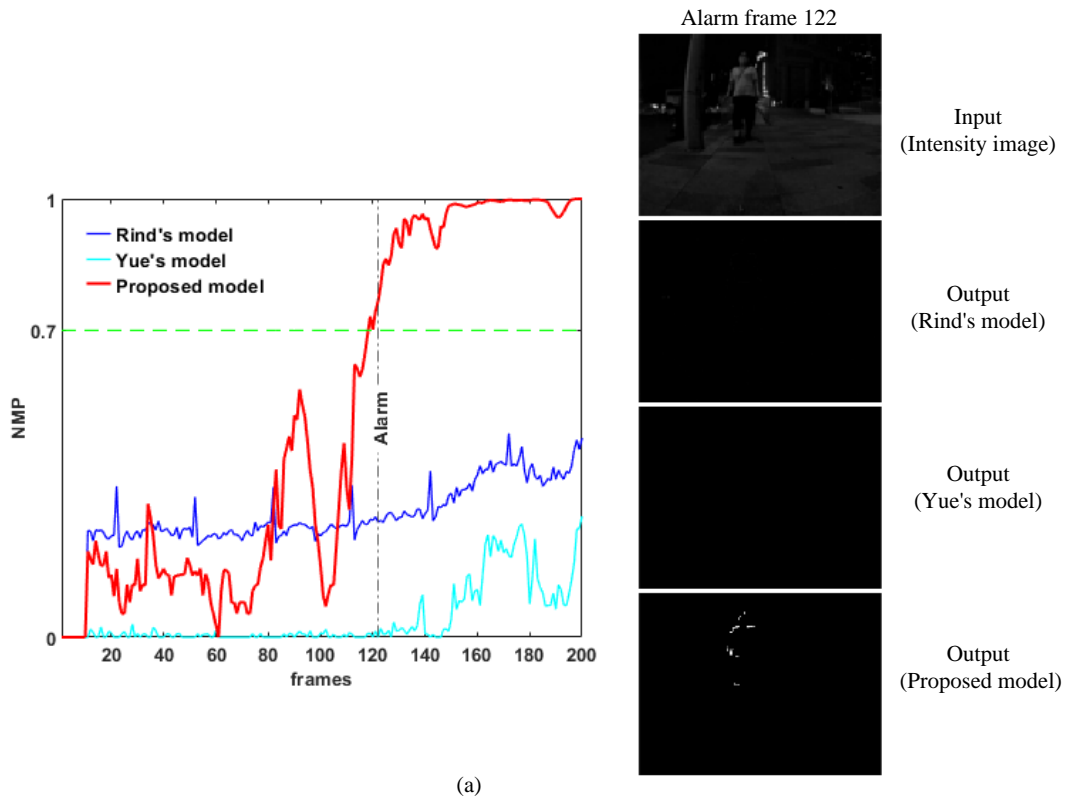 Alarm frame 122
Input
(Intensity image)
1
Rind's model
Yue's model
Proposed model
Output
(Rind's model)
0.7
NMP
Alarm
Output
(Yue's model)
0
20 40 60 80 100 120 140 160 180 200
frames
Output
(Proposed model)
(a)